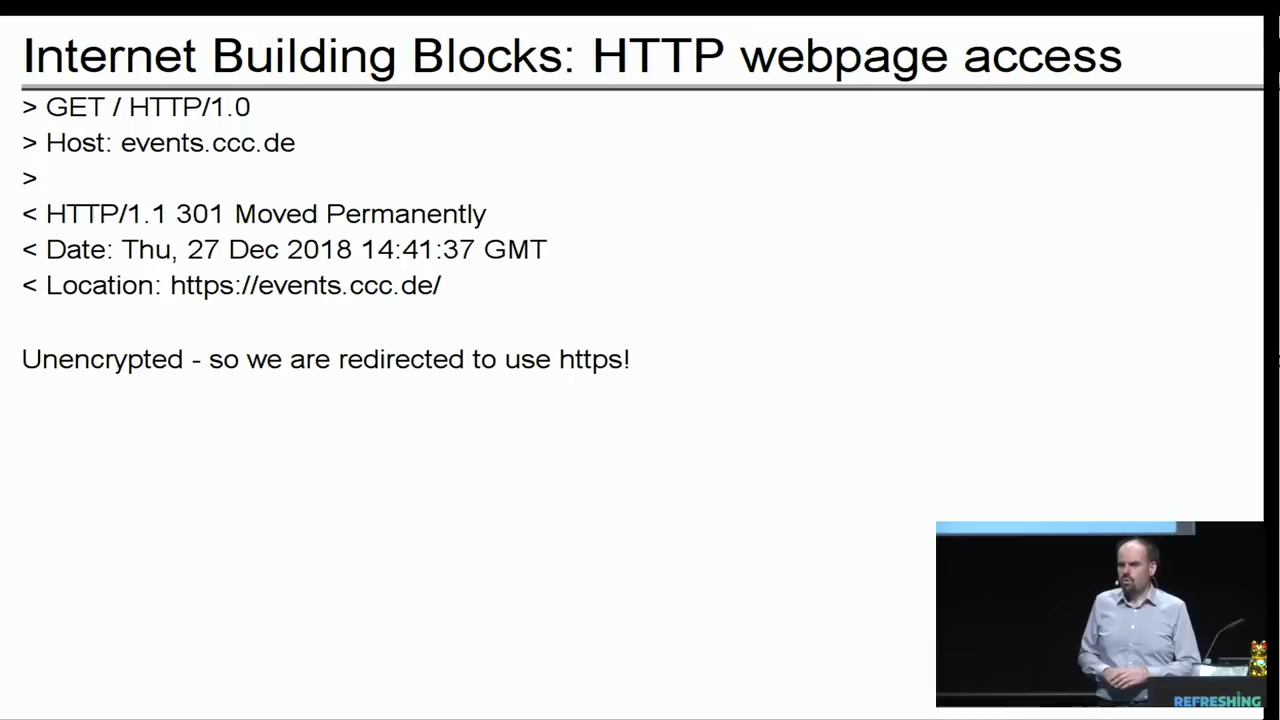 Internet Building Blocks: HTTP webpage access
> GET / HTTP/1.0
> Host: events.ccc.de
>
< HTTP/1.1 301 Moved Permanently
< Date: Thu, 27 Dec 2018 14:41:37 GMT
< Location: https://events.ccc.de/
Unencrypted - so we are redirected to use https!
REFRESHING